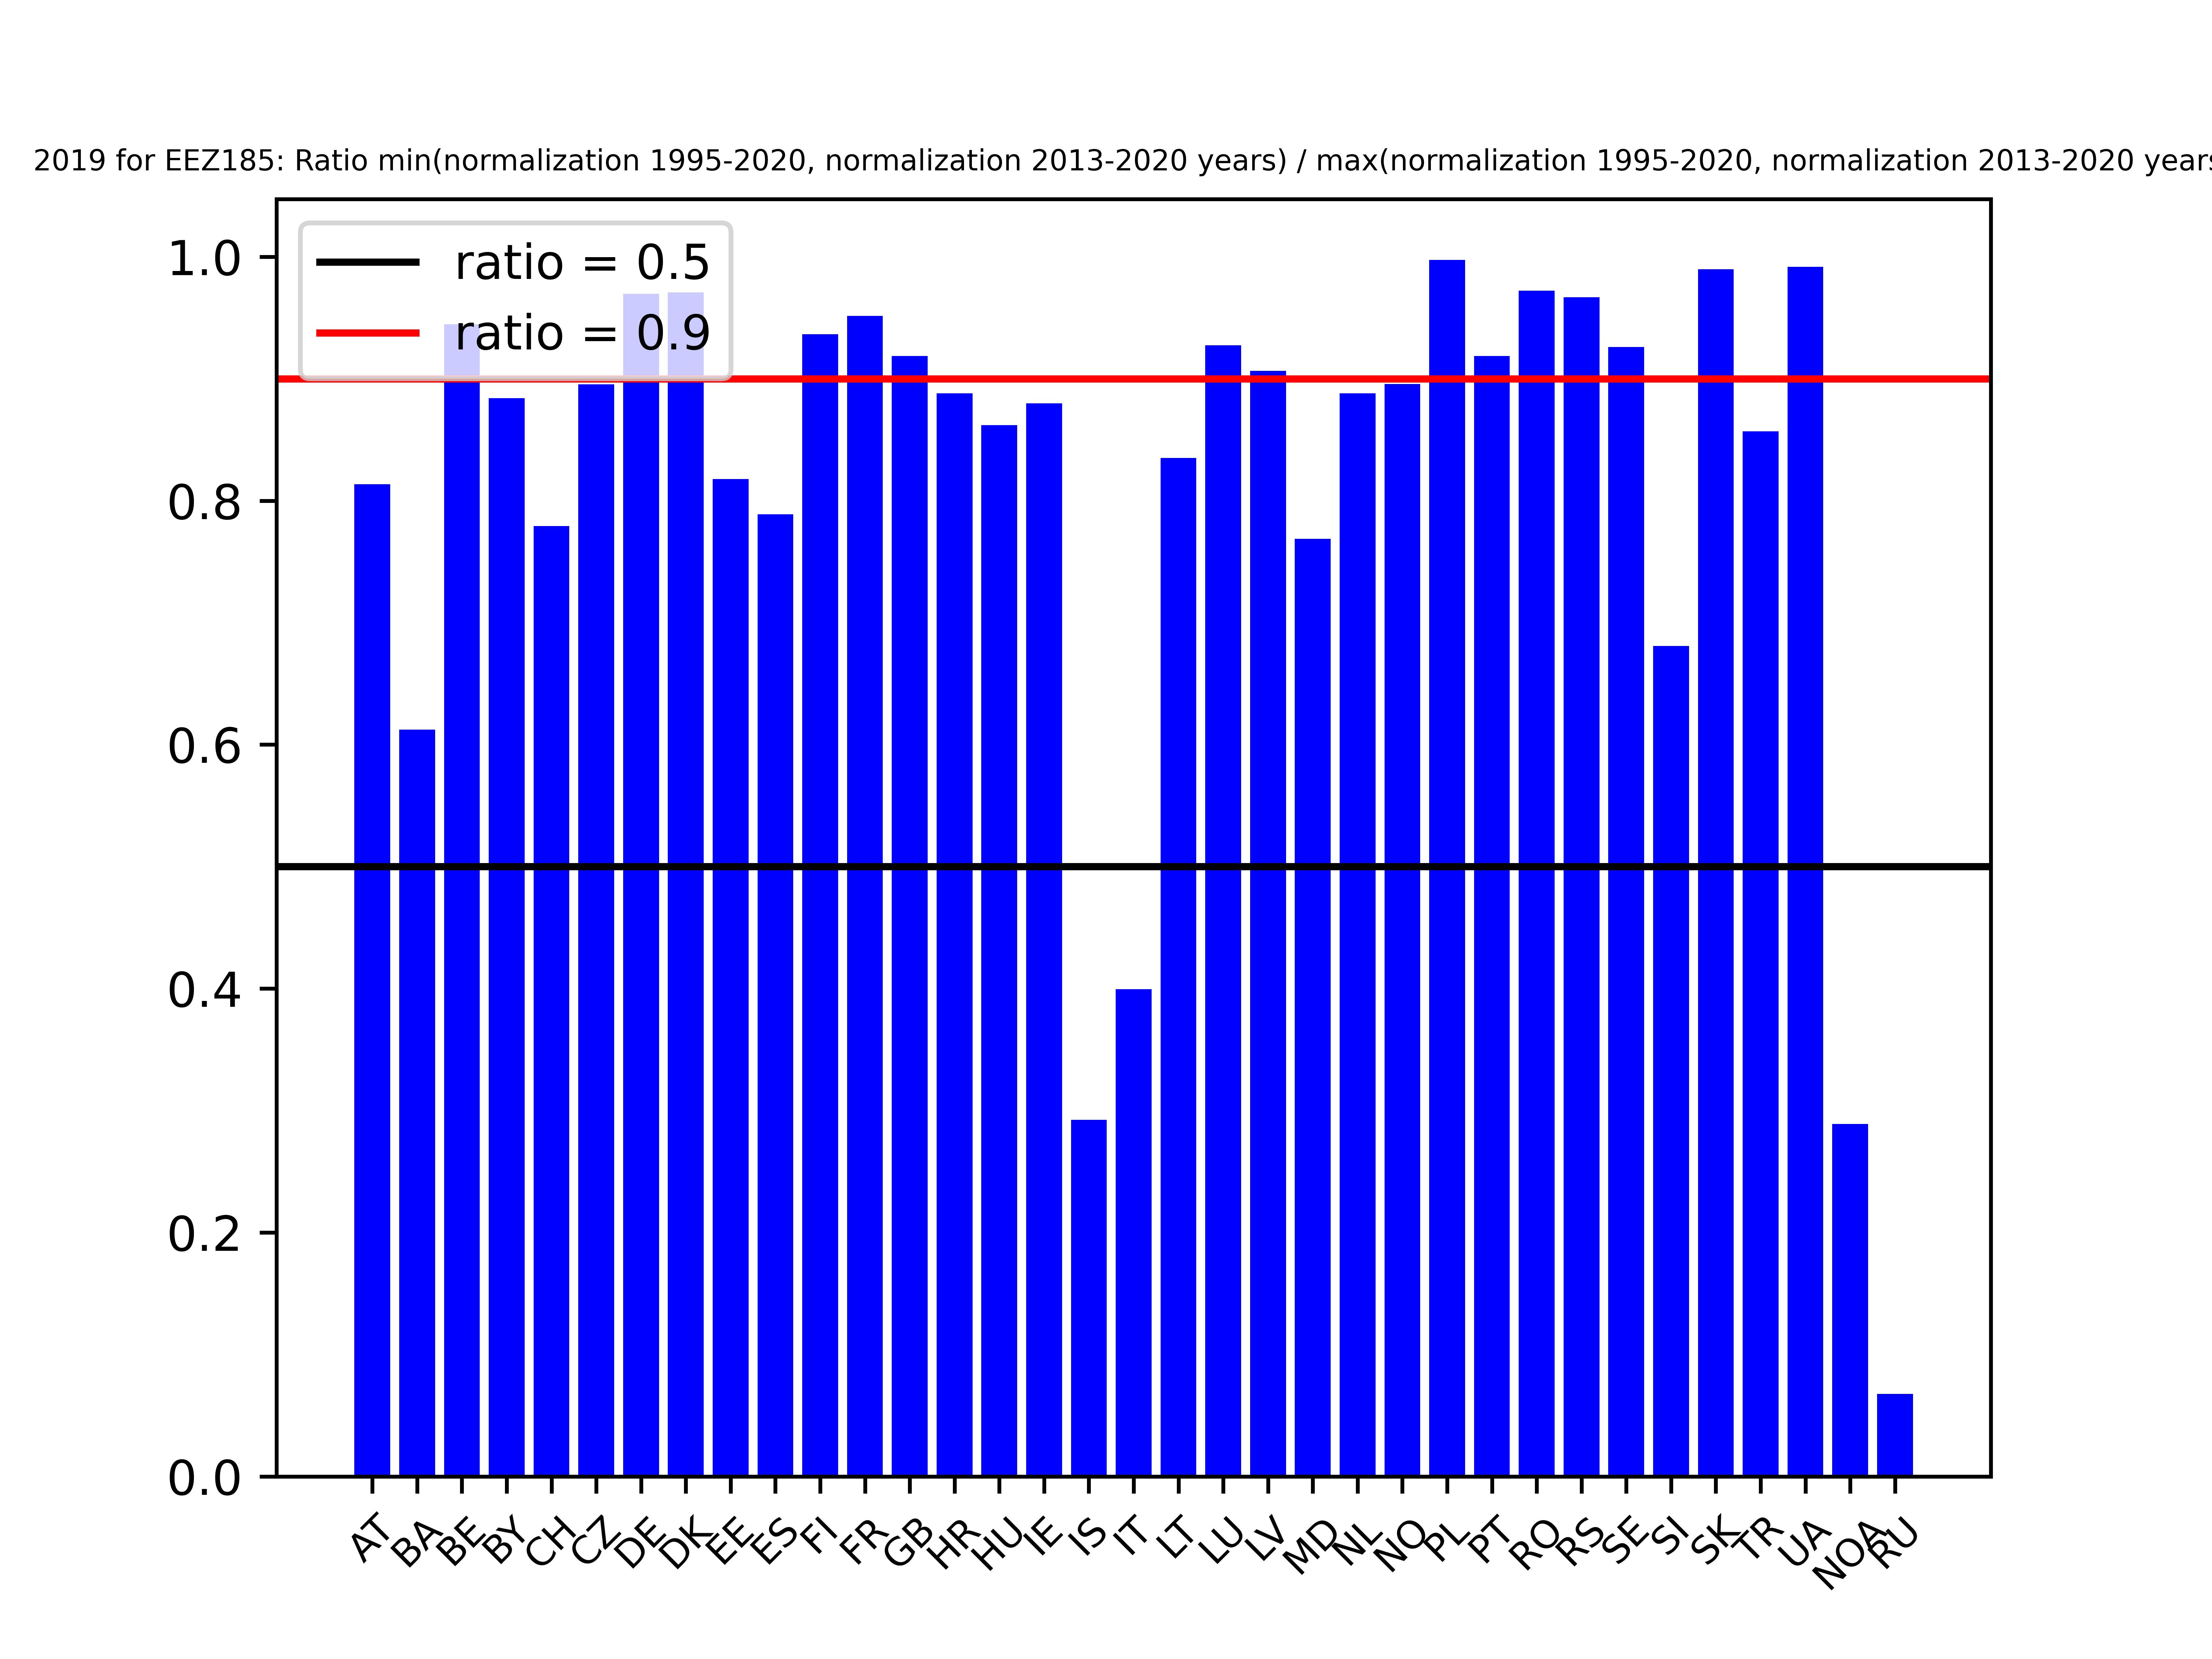 2019 for EEZ185: Ratio min(normalization 1995-2020, normalization 2013-2020 years) / max(normalization 1995-2020, normalization 2013-2020 years
ratio = 0.5
ratio = 0.9
1.0
0.8
0.6
0.4
0.2
0.0
AT BA BE BY CH CZ DE DK EE ES FI FR GB HR HU IE IS IT LT LU LV MD NL NO PL PT RO RS SE SI SK TR UA NOA RU